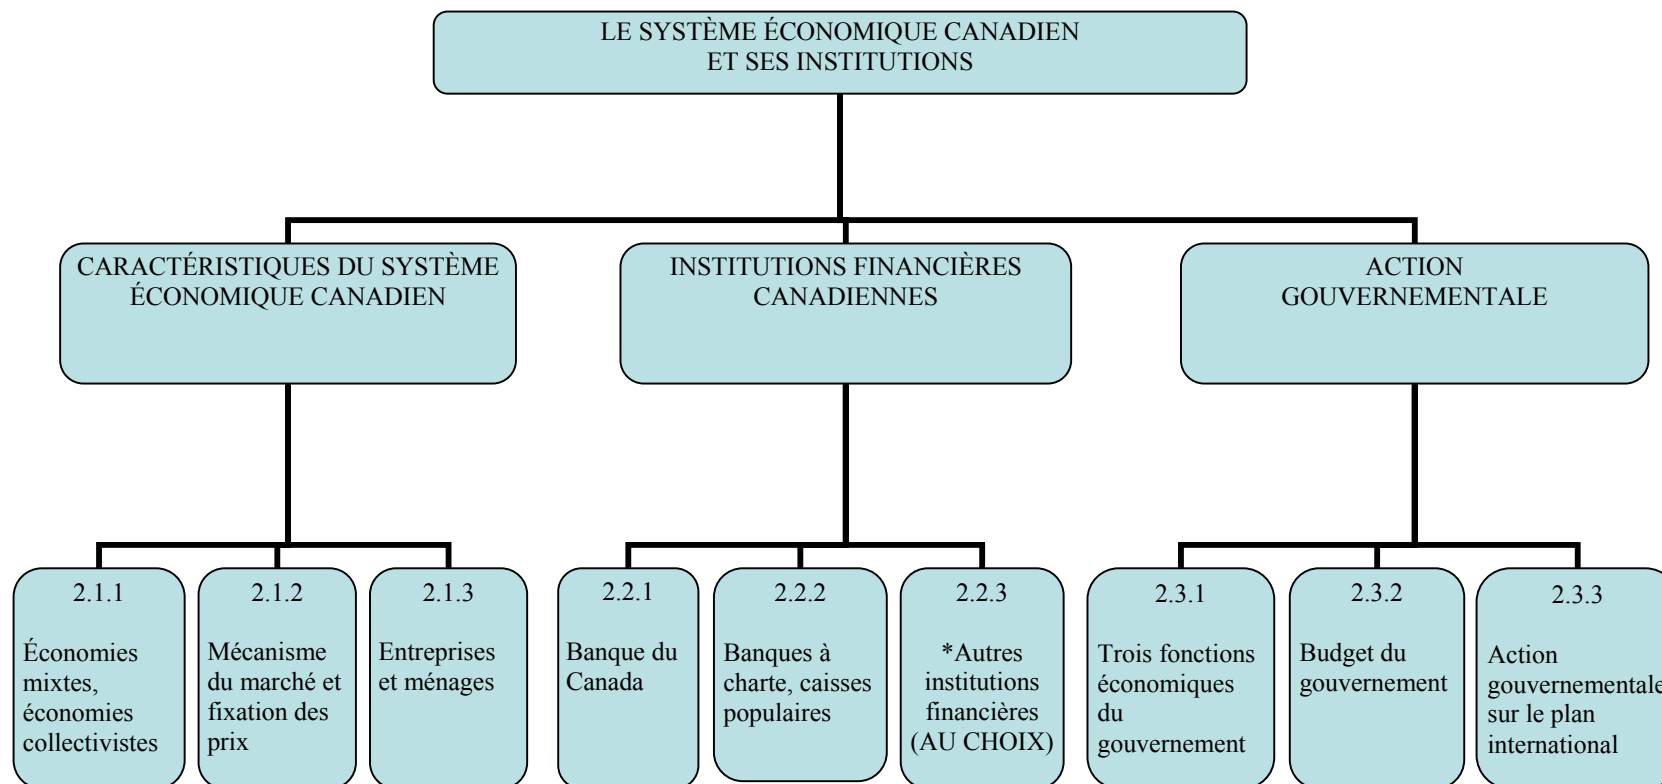 LE SYSTÈME ÉCONOMIQUE CANADIEN
ET SES INSTITUTIONS
CARACTÉRISTIQUES DU SYSTÈME
ÉCONOMIQUE CANADIEN
INSTITUTIONS FINANCIÈRES
CANADIENNES
ACTION
GOUVERNEMENTALE
2.1.1
Économies
mixtes,
économies
collectivistes
2.1.2
Mécanisme
du marché et
fixation des
prix
2.1.3
Entreprises
et ménages
2.2.1
Banque du
Canada
2.2.2
Banques à
charte, caisses
populaires
2.2.3
*Autres
institutions
financières
(AU CHOIX)
2.3.1
Trois fonctions
économiques
du
gouvernement
2.3.2
Budget du
gouvernement
2.3.3
Action
gouvernementale
sur le plan
international